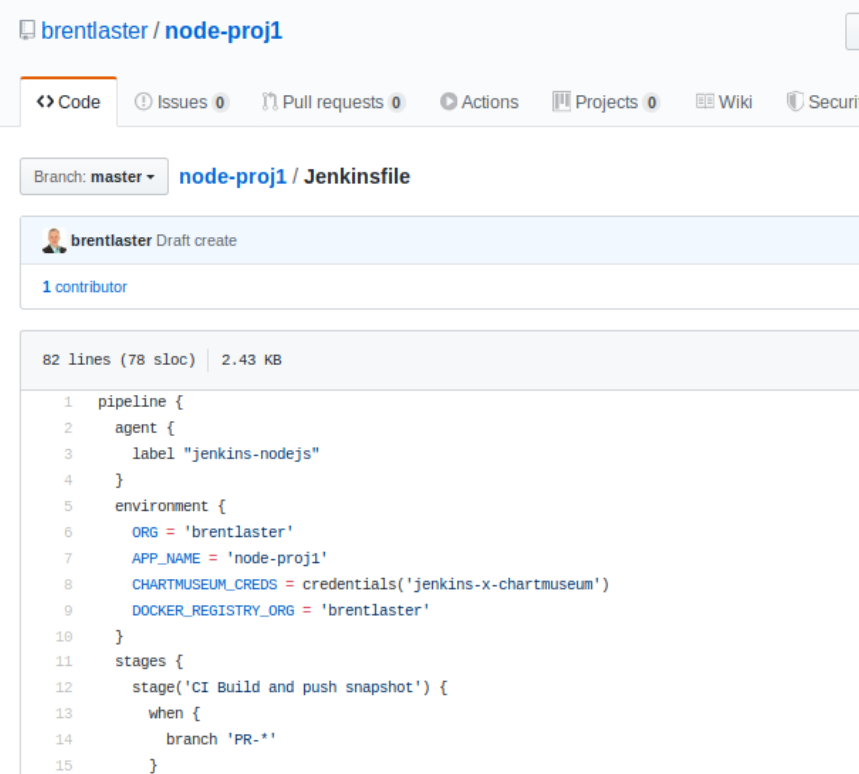 brentlaster / node-proj1
Code Issues 0 Pull requests 0 Actions Projects 0 Wiki Securi
Branch: master node-proj1 / Jenkinsfile
brentlaster Draft create
1 contributor
82 lines (78 sloc) 2.43 KB
1 pipeline {
2 agent {
3 label "jenkins-nodejs"
4 }
5 environment {
6 ORG = 'brentlaster'
7 APP_NAME = 'node-proj1'
8 CHARTMUSEUM_CREDS = credentials('jenkins-x-chartmuseum')
9 DOCKER_REGISTRY_ORG = 'brentlaster'
10 }
11 stages {
12 stage('CI Build and push snapshot') {
13 when {
14 branch 'PR-*'
15 }